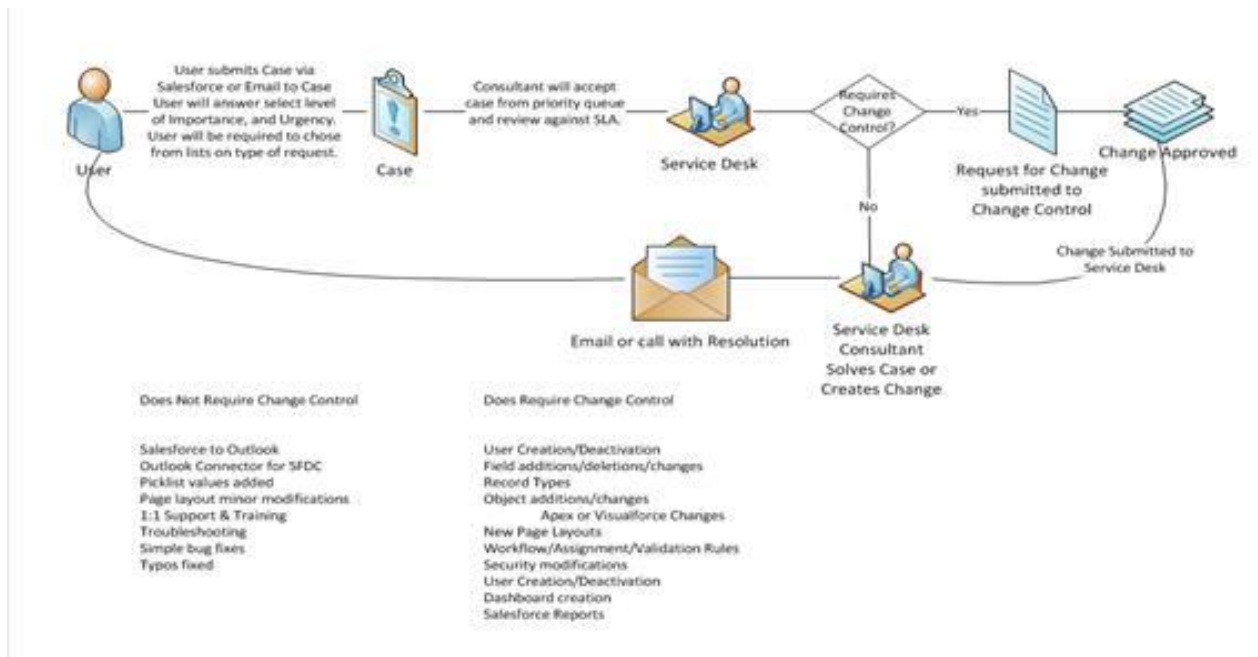 User submits Case via
Salesforce or Email to Case
User will answer select level
of Importance, and Urgency.
User will be required to chose
from lists on type of request.
User
Case
Consultant will accept
case from priority queue
and review against SLA.
Service Desk
Requires
Change
Control?
Yes
Request for Change
submitted to
Change Control
Change Approved
No
Change Submitted to
Service Desk
Email or call with Resolution
Service Desk
Consultant
Solves Case or
Creates Change
Does Not Require Change Control
Salesforce to Outlook
Outlook Connector for SFDC
Picklist values added
Page layout minor modifications
1:1 Support & Training
Troubleshooting
Simple bug fixes
Typos fixed
Does Require Change Control
User Creation/Deactivation
Field additions/deletions/changes
Record Types
Object additions/changes
Apex or Visualforce Changes
New Page Layouts
Workflow/Assignment/Validation Rules
Security modifications
User Creation/Deactivation
Dashboard creation
Salesforce Reports